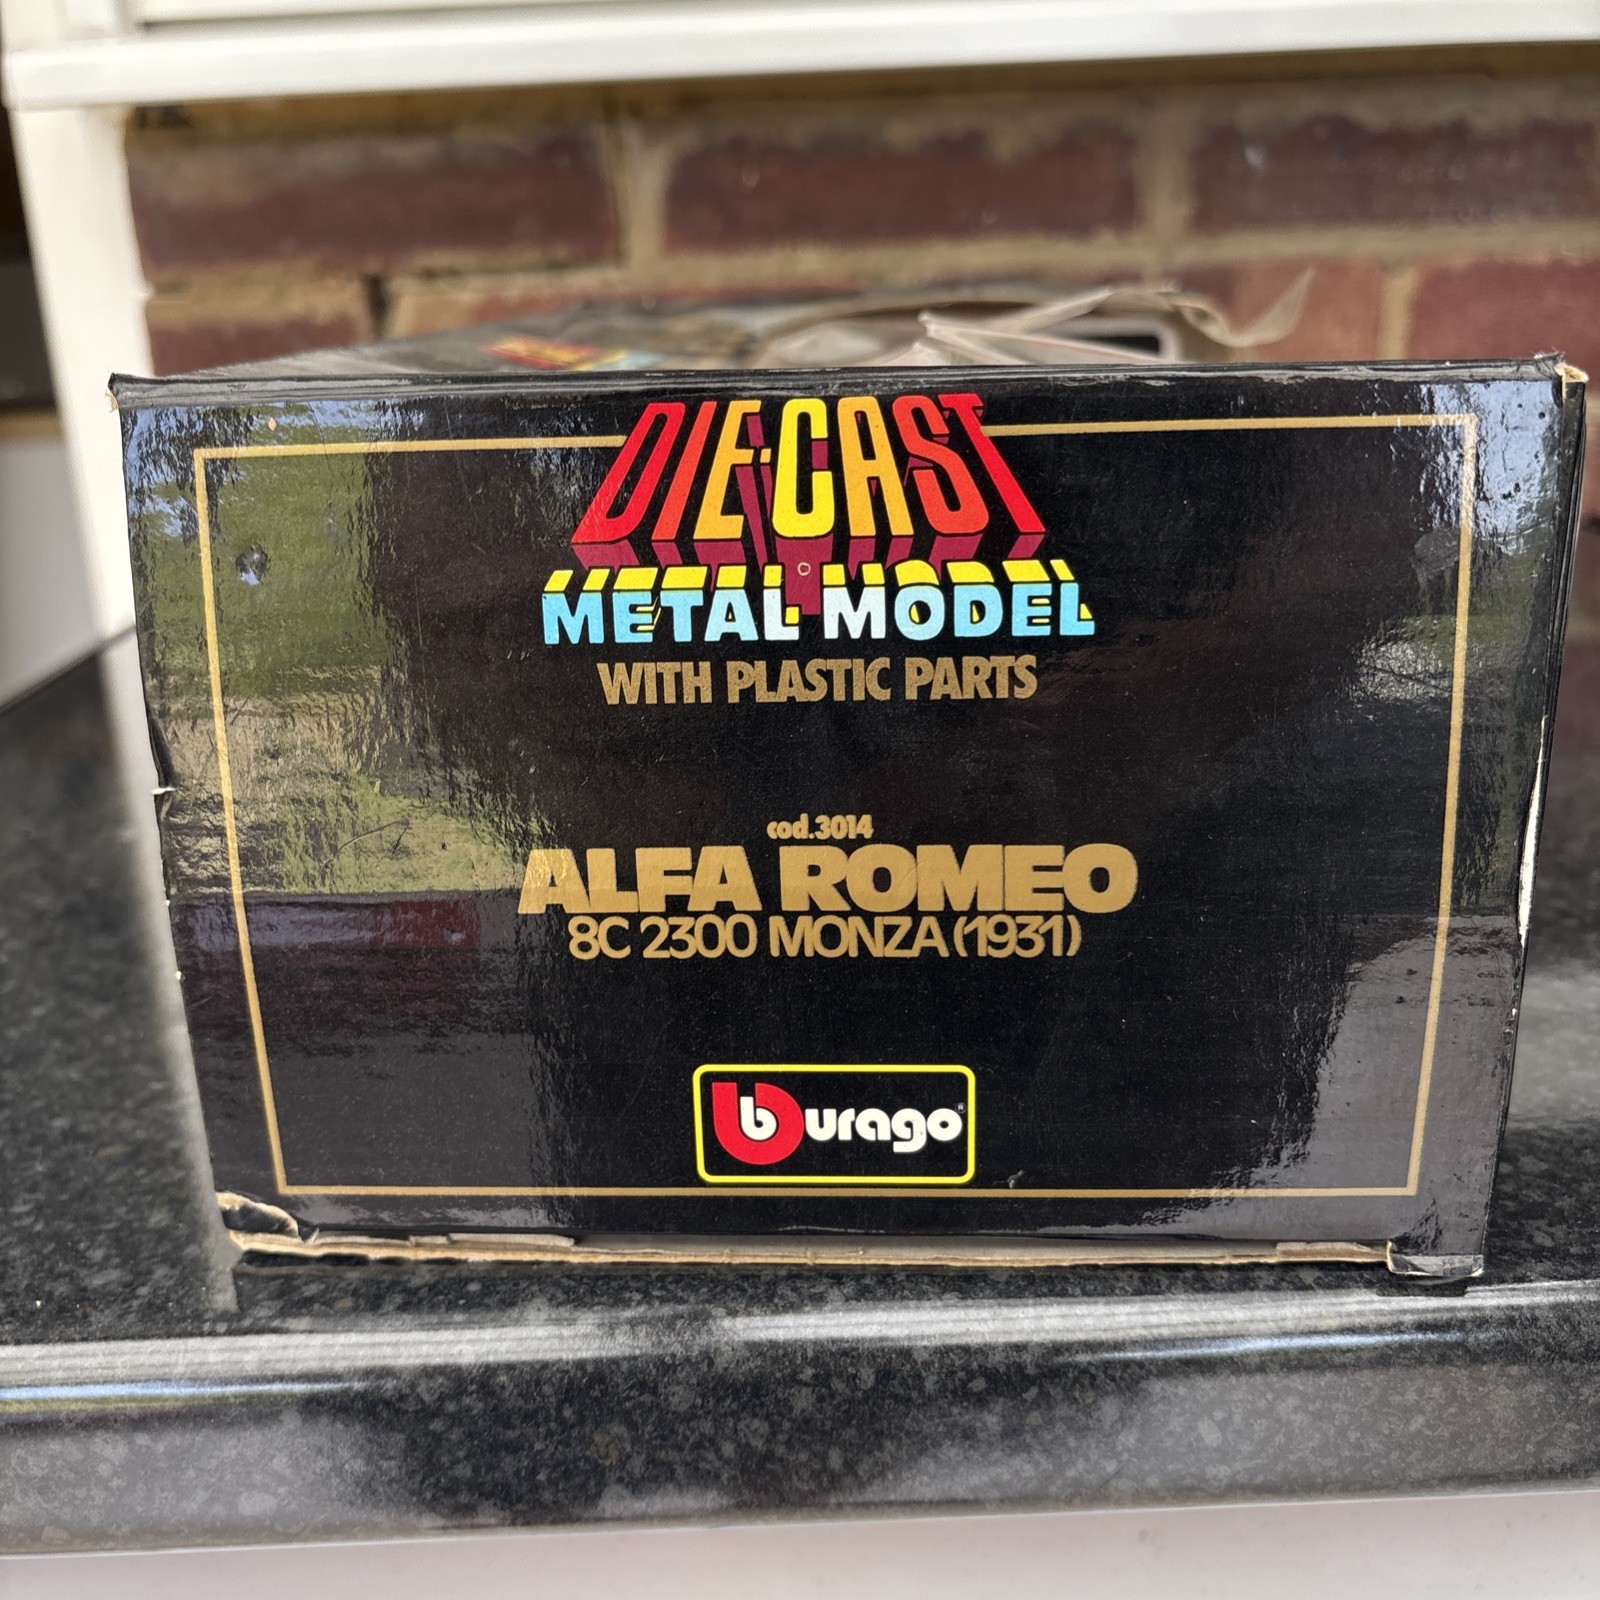 DIE-CAST
METAL MODEL
WITH PLASTIC PARTS
cod.3014
ALFA ROMEO
8C 2300 MONZA (1931)
burago®